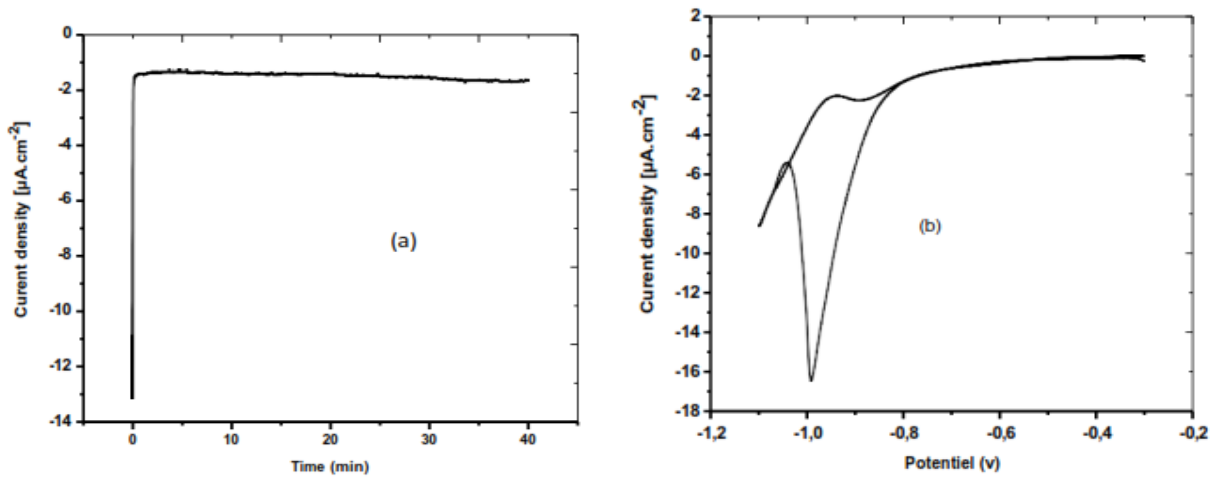 0
-2
-4
-6
-8
-10
-12
-14
0 10 20 30 40
Time (min)
Curent density [µA.cm-2]
(a)
2
0
-2
-4
-6
-8
-10
-12
-14
-16
-18
-1,2 -1,0 -0,8 -0,6 -0,4 -0,2
Potentiel (v)
Curent density [µA.cm-2]
(b)